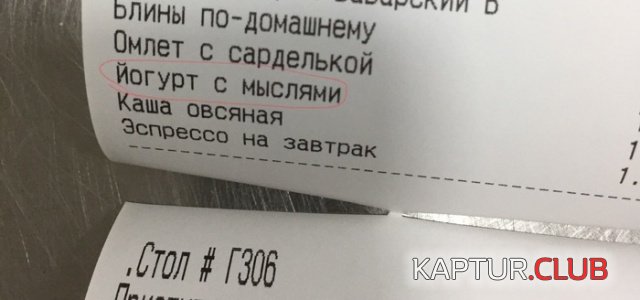 Блины по-домашнему
Омлет с сарделькой
Йогурт с мыслями
Каша овсяная
Эспрессо на завтрак
.Стол # Г306
KAPTUR.CLUB